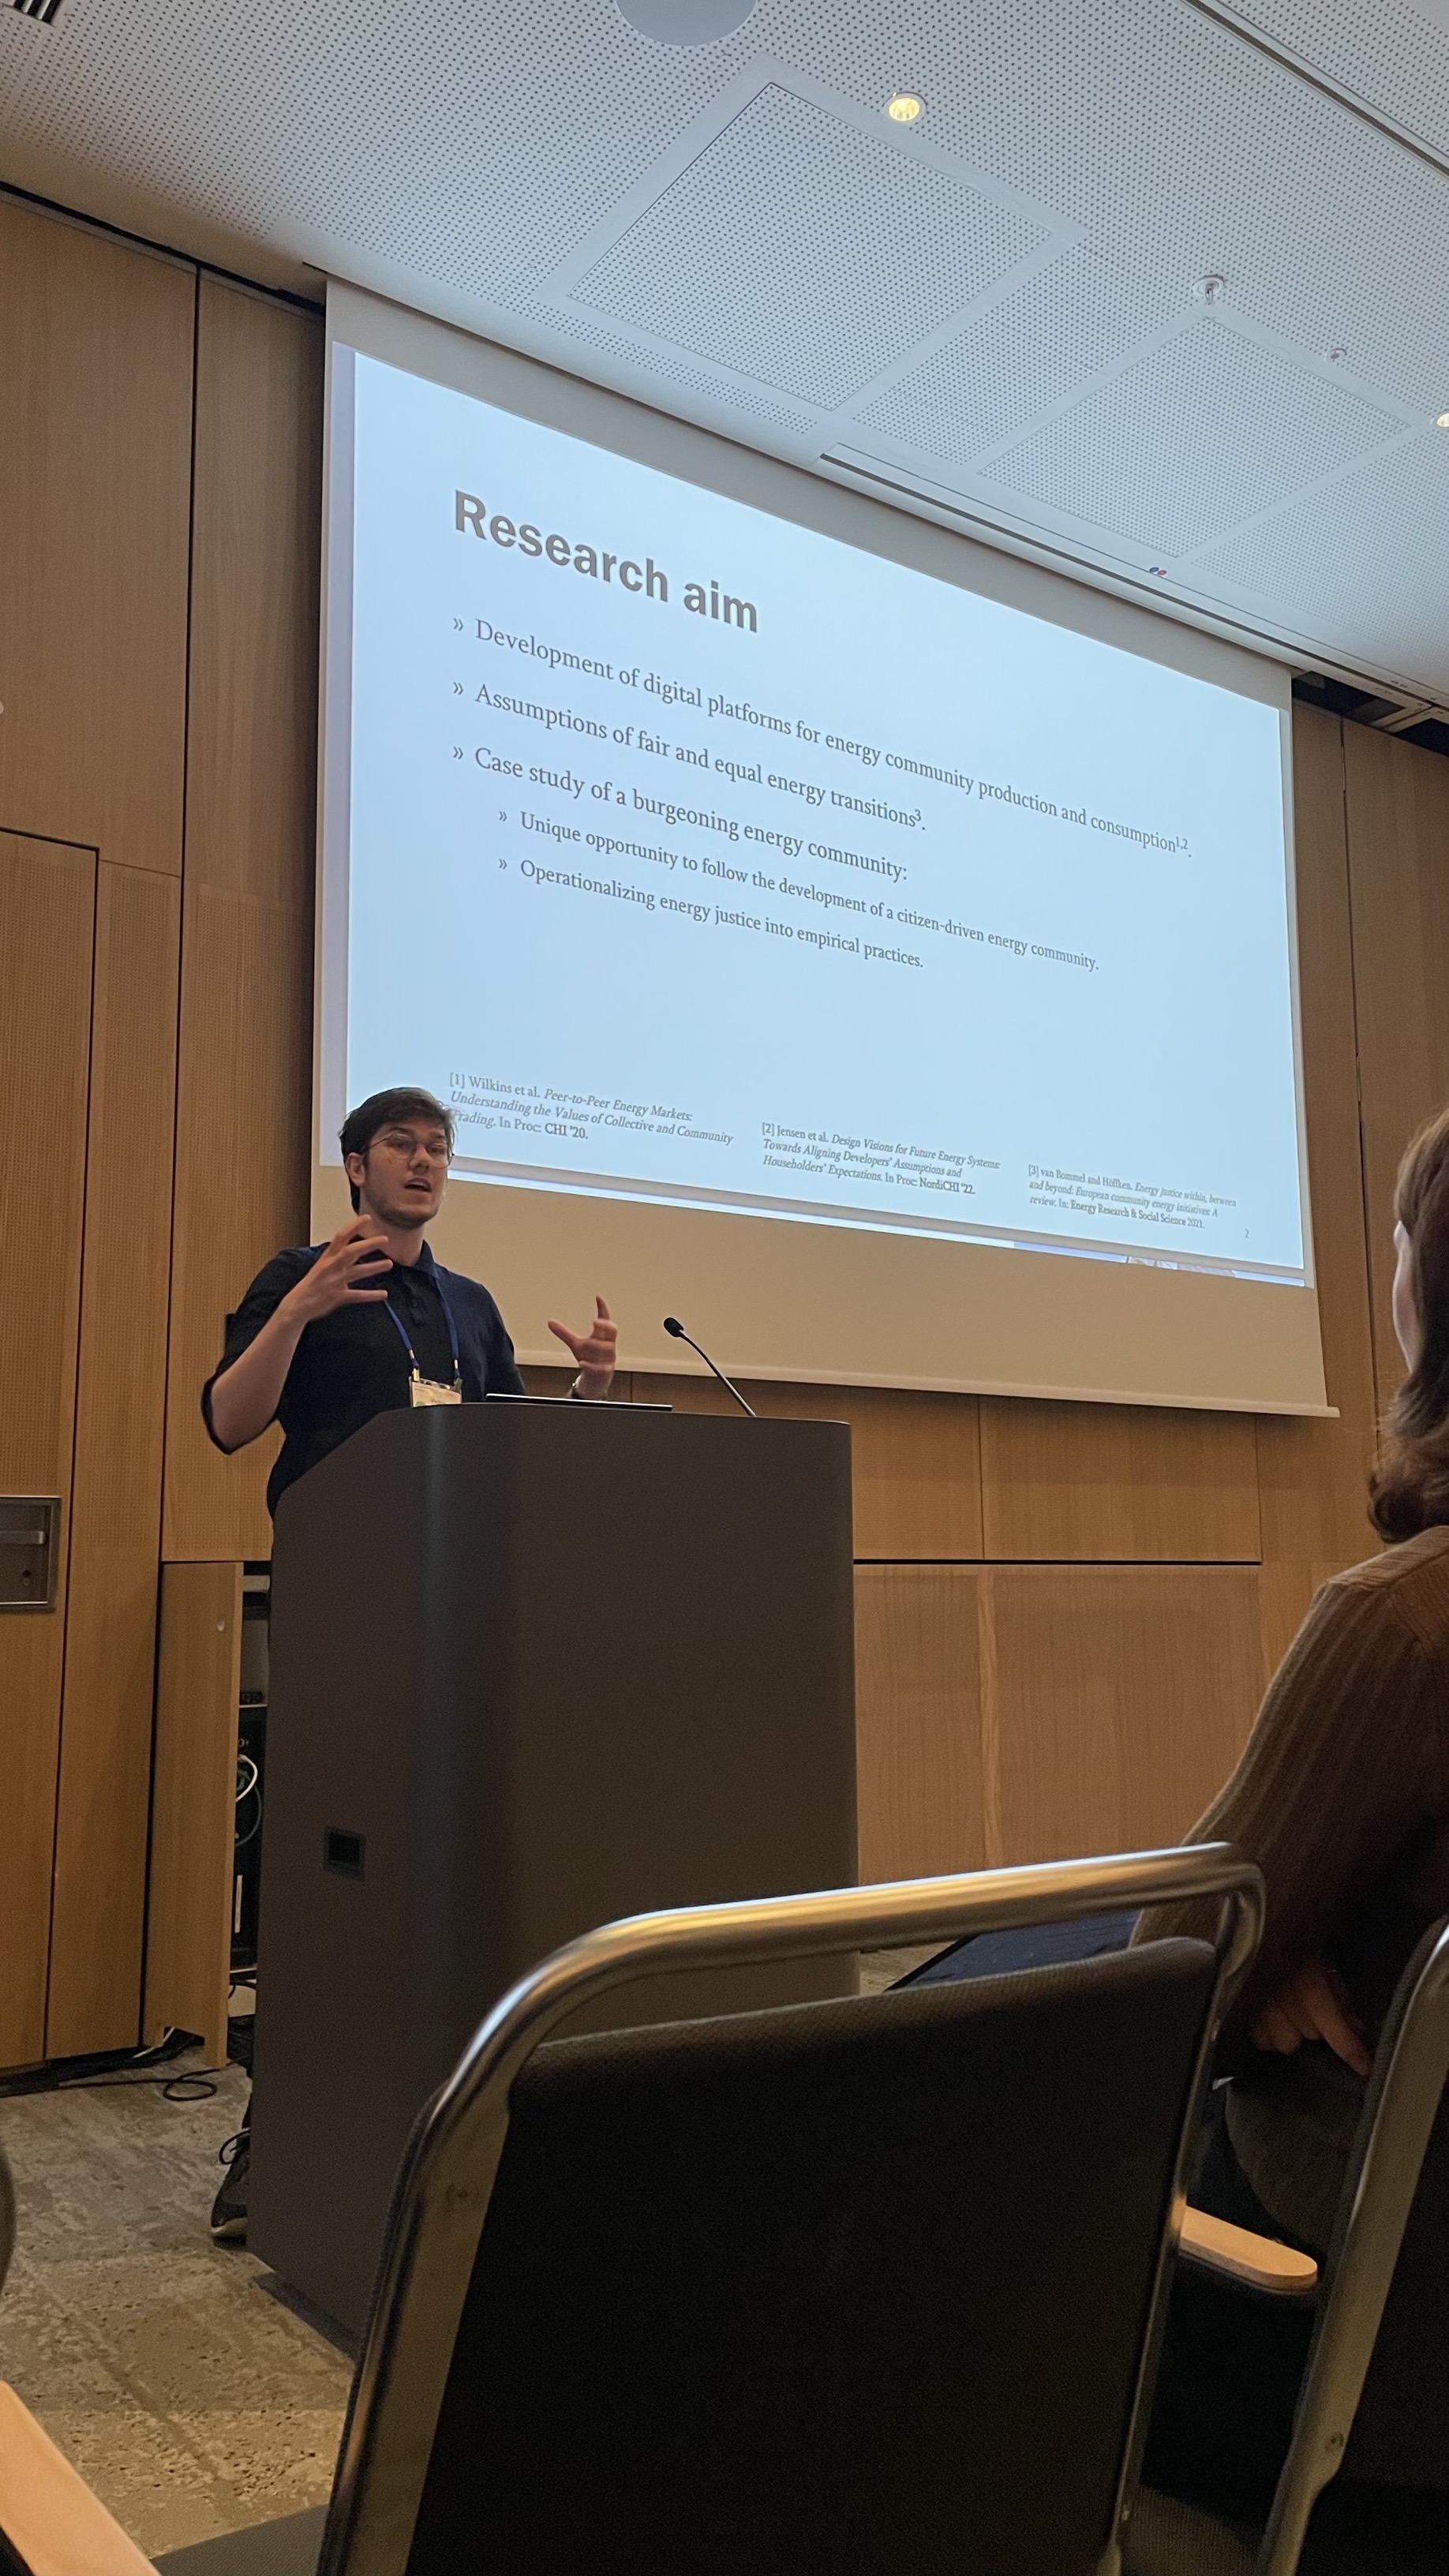 Research aim
» Development of digital platforms for energy community production and consumption¹,².
» Assumptions of fair and equal energy transitions³.
» Case study of a burgeoning energy community:
» Unique opportunity to follow the development of a citizen-driven energy community.
» Operationalizing energy justice into empirical practices.
[1] Wilkins et al. Peer-to-Peer Energy Markets:
Understanding the Values of Collective and Community
Trading. In Proc: CHI '20.
[2] Jensen et al. Design Visions for Future Energy Systems:
Towards Aligning Developers' Assumptions and
Householders' Expectations. In Proc: NordiCHI '22.
[3] van Bommel and Höffken. Energy justice within, between
and beyond: European community energy initiatives: A
review. In: Energy Research & Social Science 2021.
2